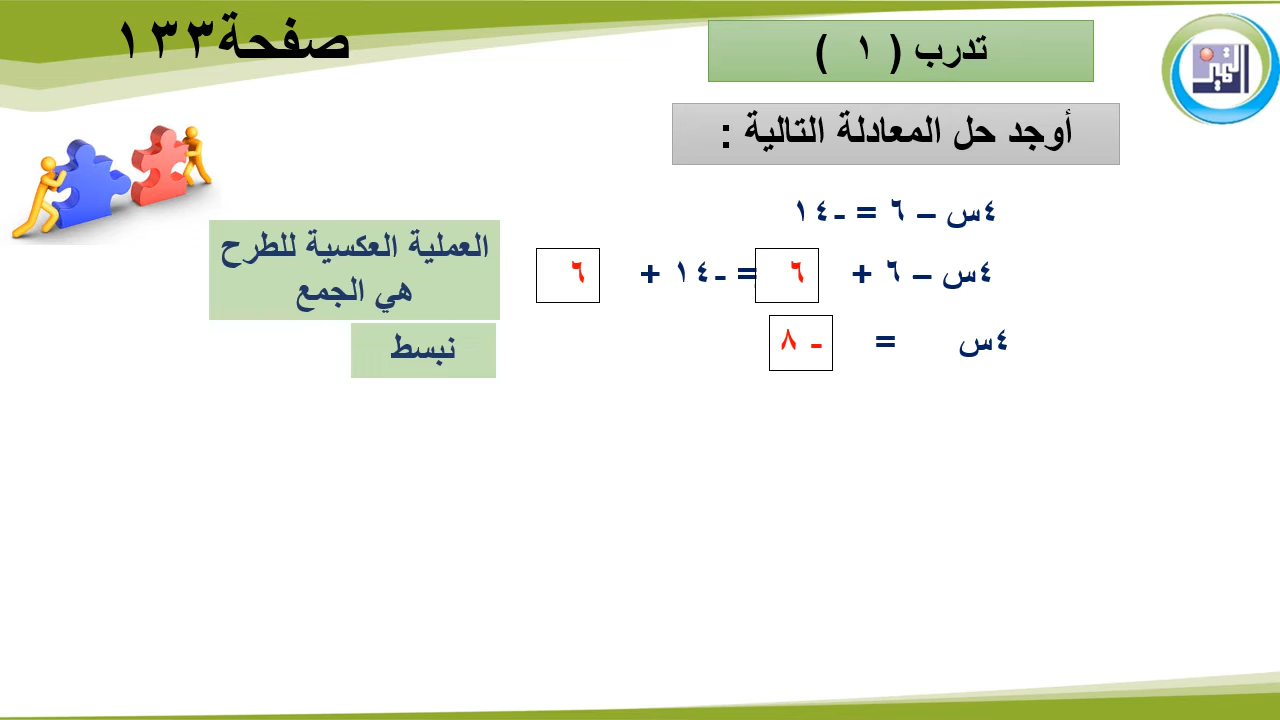 صفحة١٣٣
تدرب ( ١ )
التميز
أوجد حل المعادلة التالية :
٤س – ٦ = -١٤
٤س – ٦ + ٦ = -١٤ + ٦
العملية العكسية للطرح
هي الجمع
٤س = - ٨
نبسط